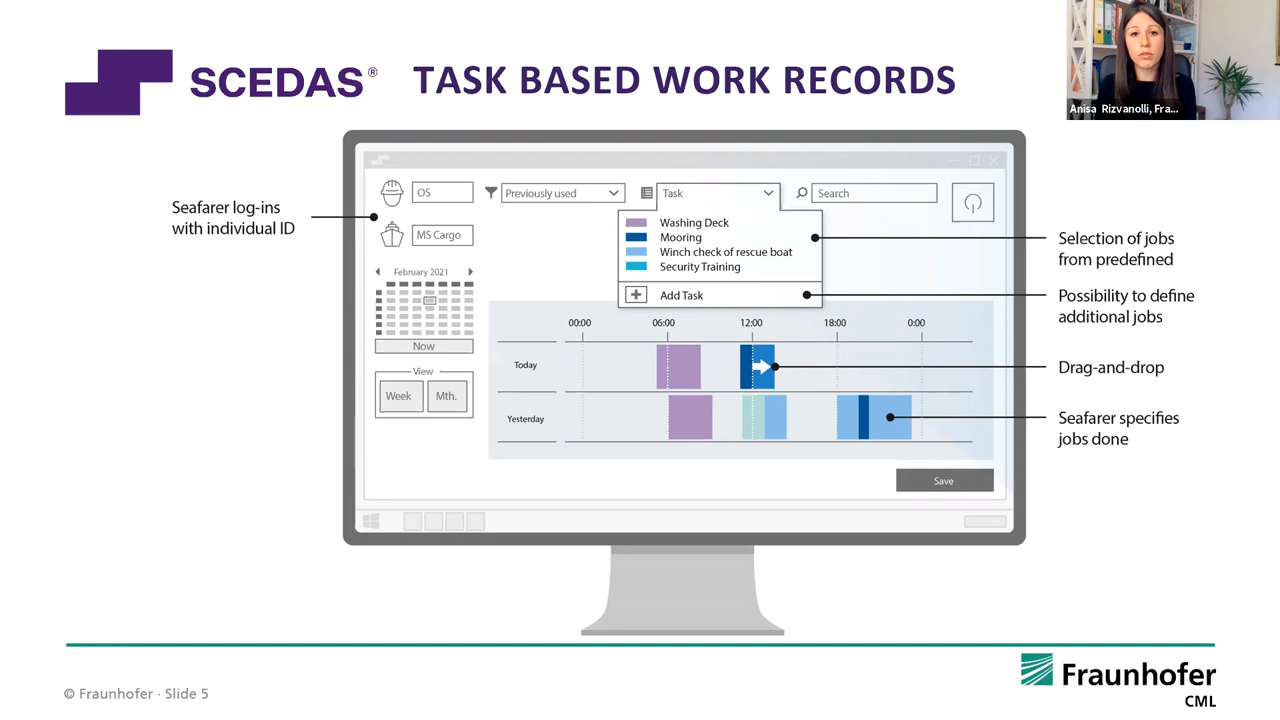 SCEDAS®
TASK BASED WORK RECORDS
Anisa Rizvanolli, Fra...
Seafarer log-ins
with individual ID
OS
Previously used
Task
Search
MS Cargo
Washing Deck
Mooring
Winch check of rescue boat
Security Training
Add Task
Selection of jobs
from predefined
Possibility to define
additional jobs
Drag-and-drop
Seafarer specifies
jobs done
February 2021
Now
View
Week
Mth.
00:00
06:00
12:00
18:00
0:00
Today
Yesterday
Save
© Fraunhofer · Slide 5
Fraunhofer
CML